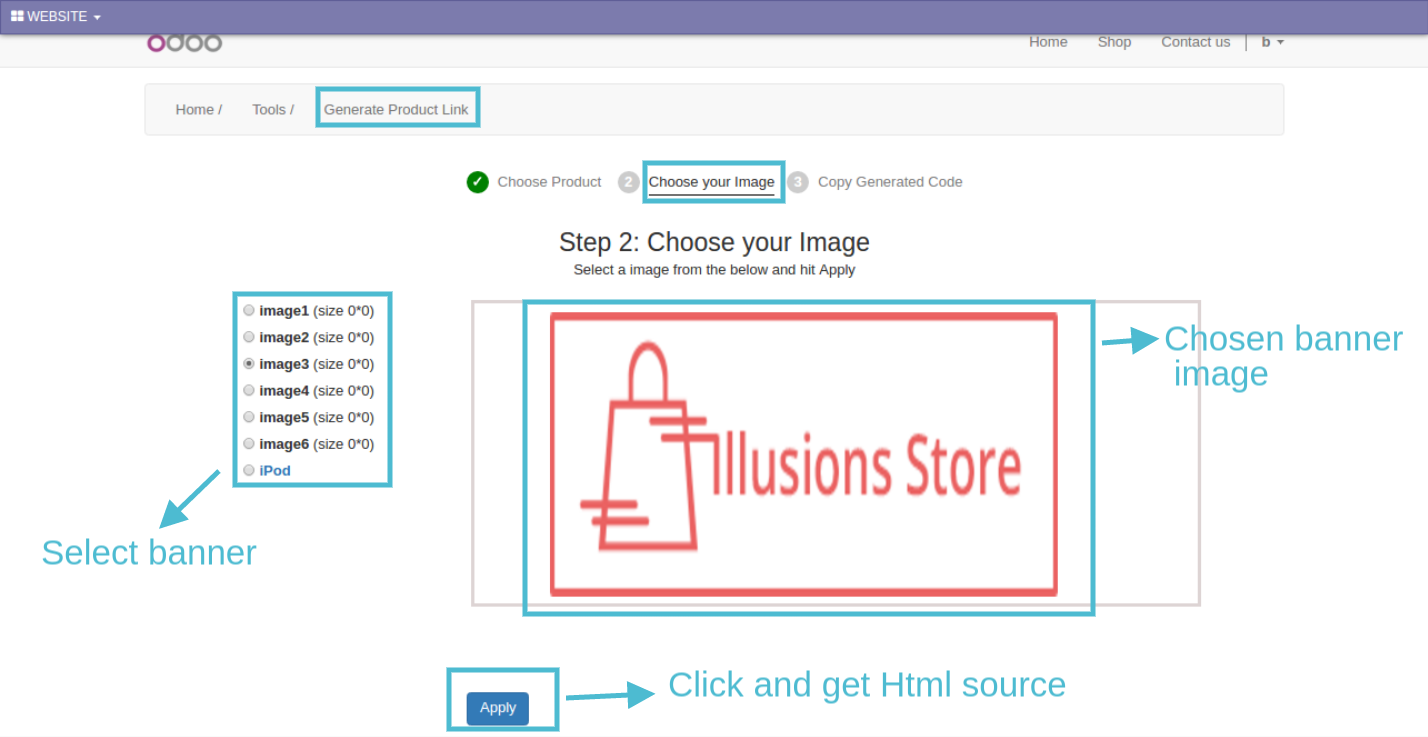 WEBSITE
odoo
Home Shop Contact us b
Home / Tools / Generate Product Link
✓ Choose Product 2 Choose your Image 3 Copy Generated Code
Step 2: Choose your Image
Select a image from the below and hit Apply
image1 (size 0*0)
image2 (size 0*0)
image3 (size 0*0)
image4 (size 0*0)
image5 (size 0*0)
image6 (size 0*0)
iPod
Select banner
Illusions Store
Chosen banner
image
Apply
Click and get Html source